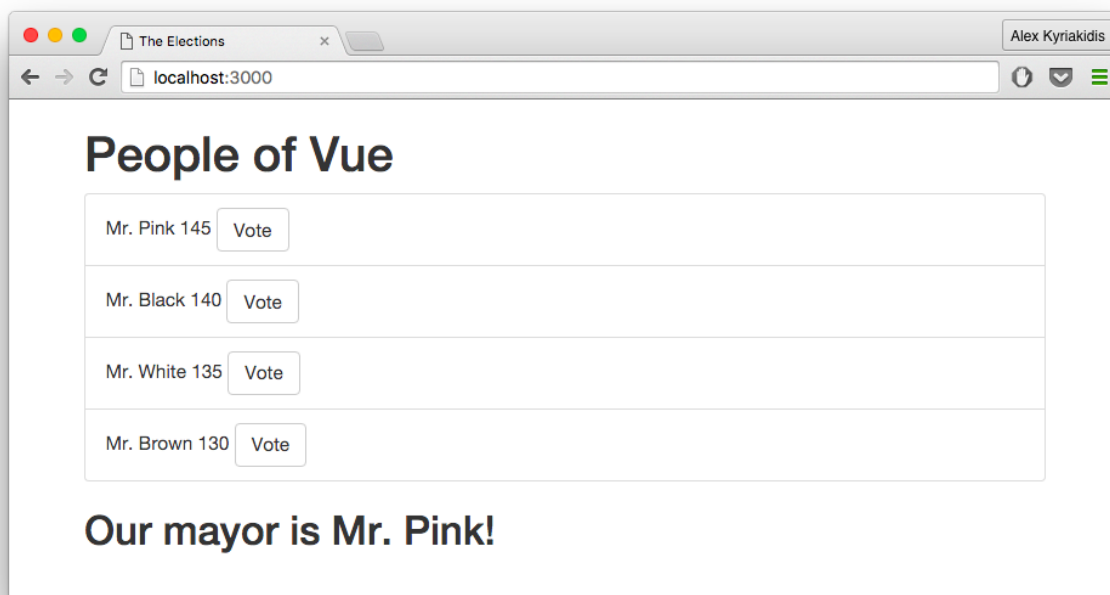 The Elections
Alex Kyriakidis
localhost:3000
People of Vue
Mr. Pink 145 Vote
Mr. Black 140 Vote
Mr. White 135 Vote
Mr. Brown 130 Vote
Our mayor is Mr. Pink!